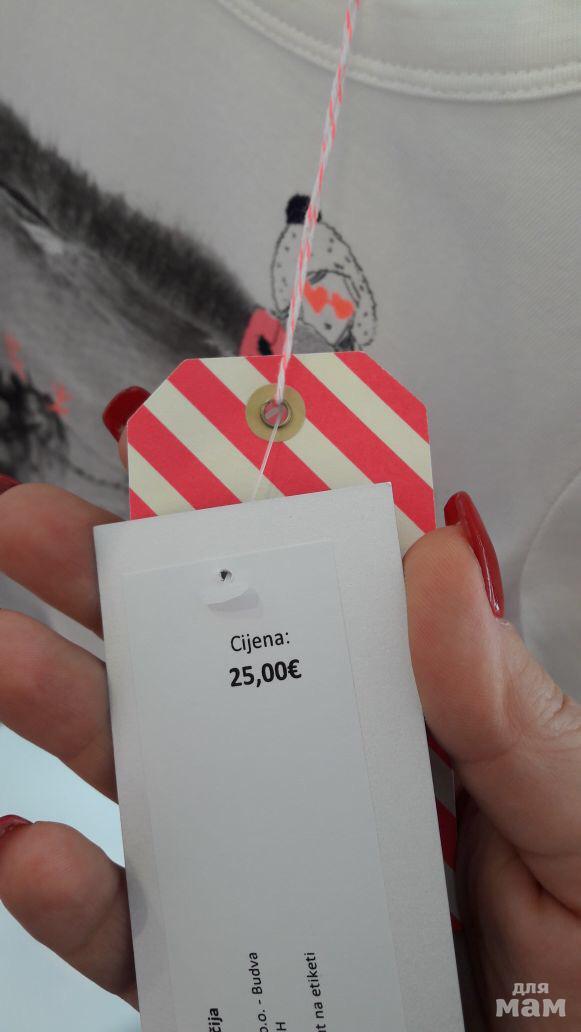 Cijena:
25,00€
.o. - Budva
H
na etiketi
для
мам